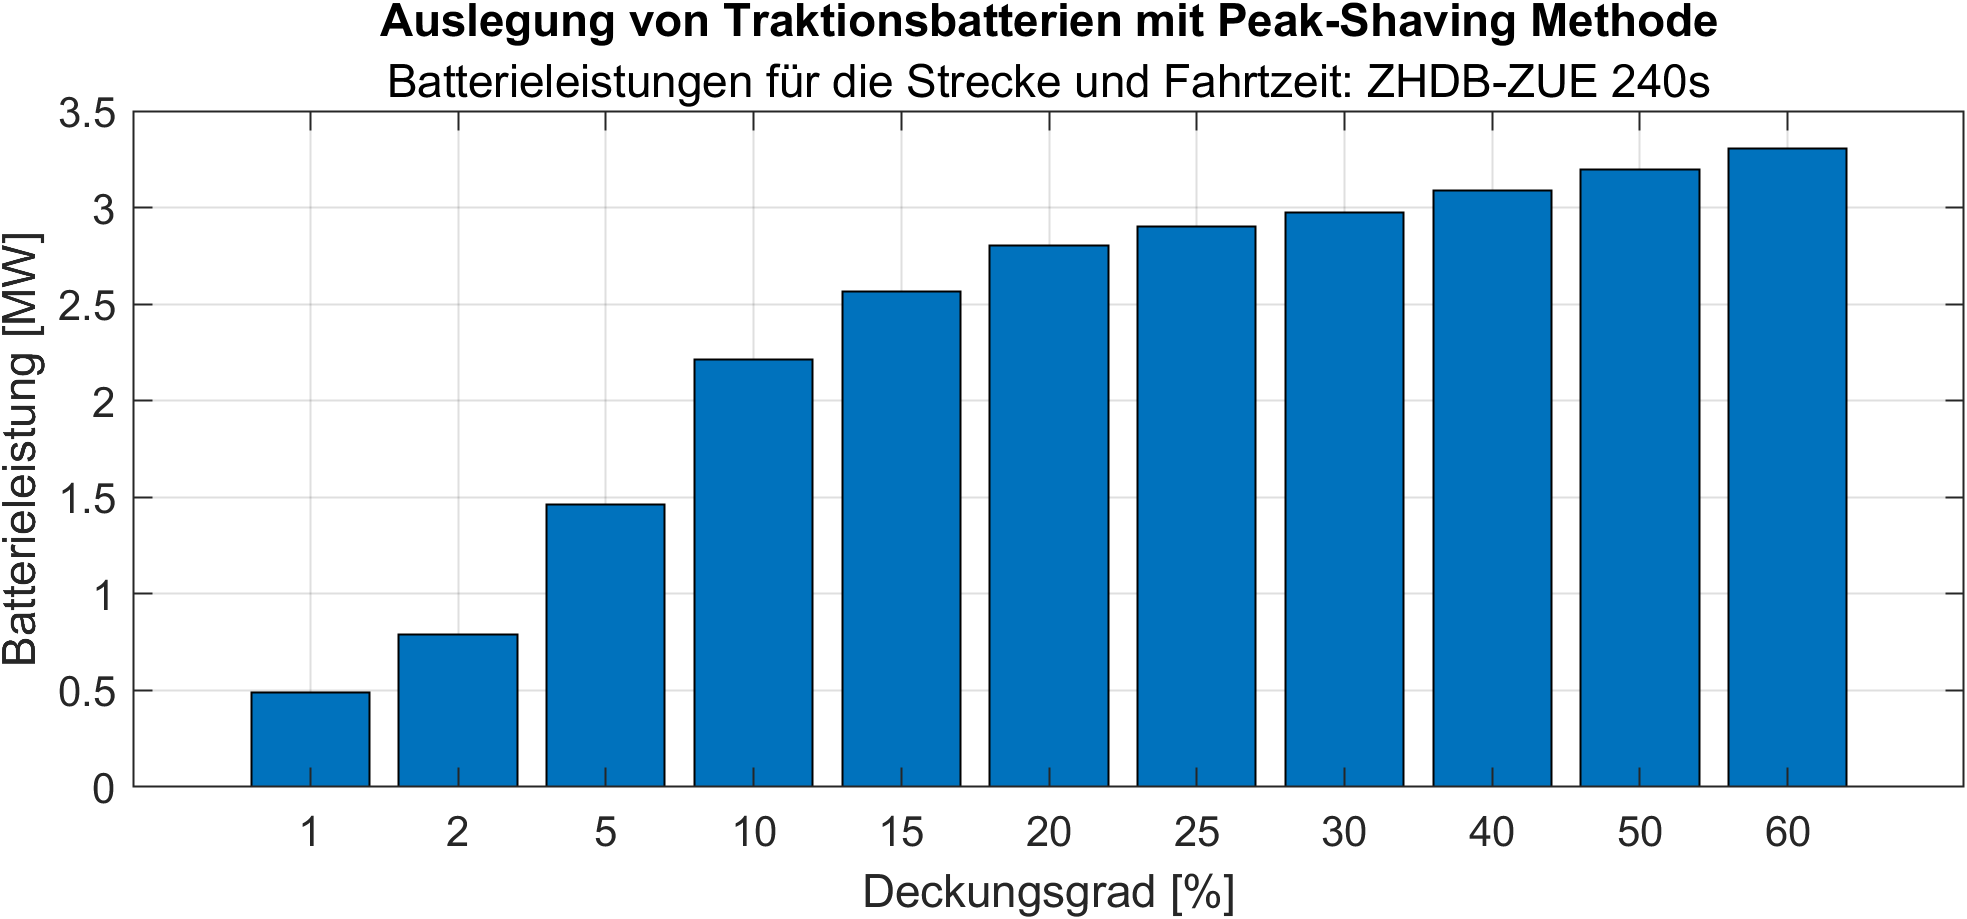 Auslegung von Traktionsbatterien mit Peak-Shaving Methode
Batterieleistungen für die Strecke und Fahrtzeit: ZHDB-ZUE 240s
Batterieleistung [MW]
3.5
3
2.5
2
1.5
1
0.5
0
1 2 5 10 15 20 25 30 40 50 60
Deckungsgrad [%]